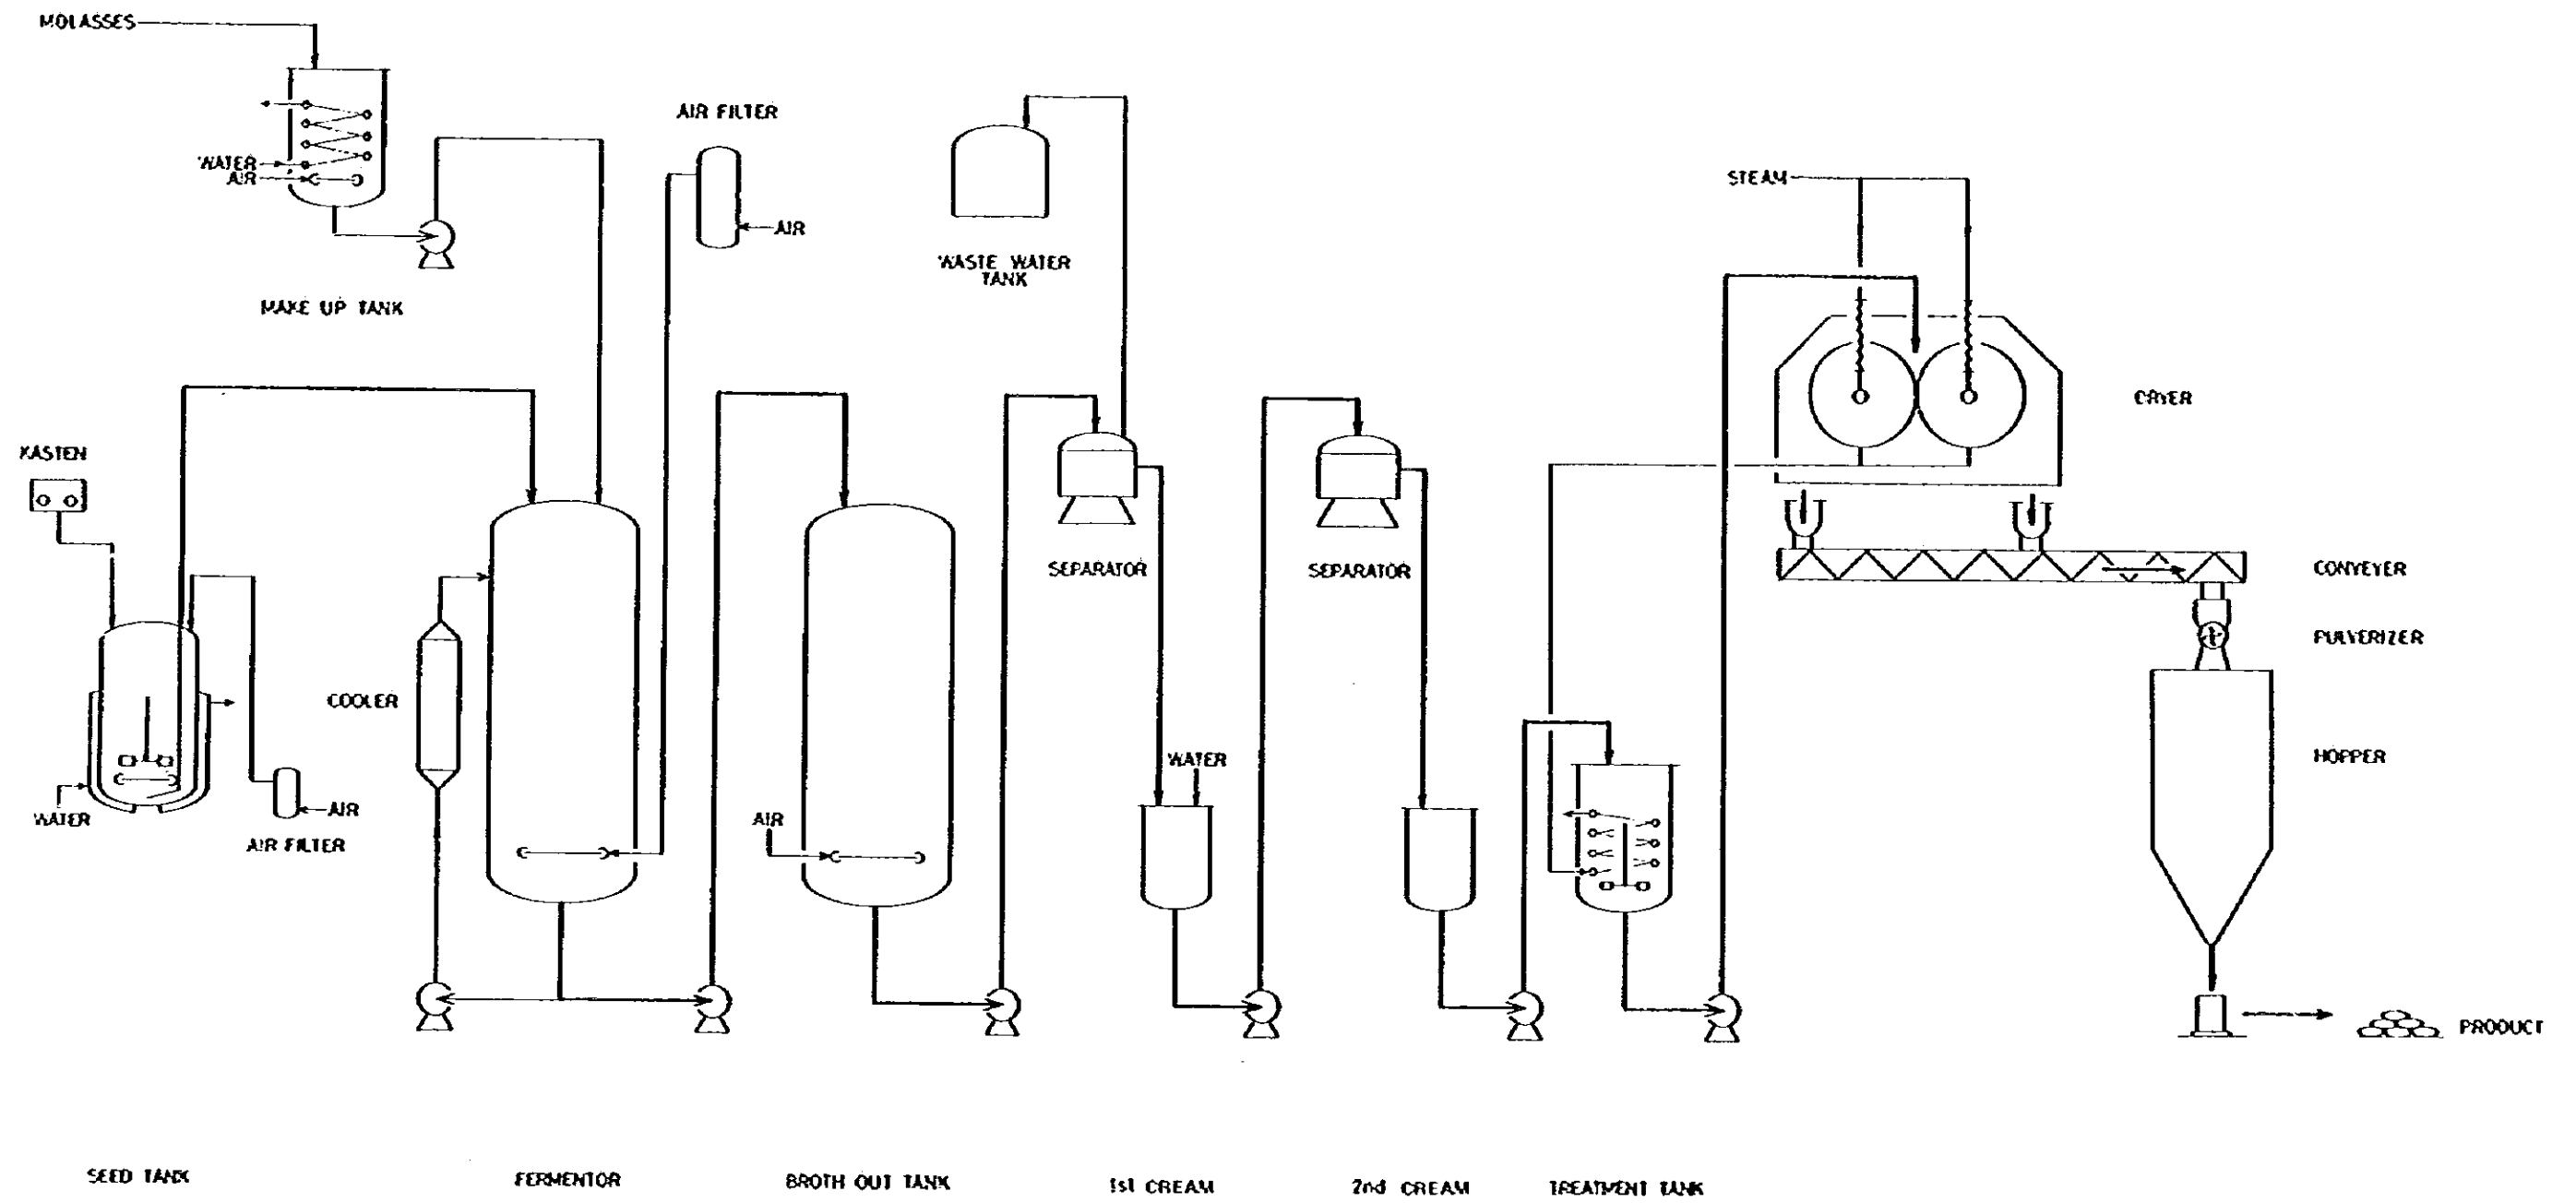 MOLASSES
AIR FILTER
WATER
AIR
AIR
STEAM
WASTE WATER
TANK
MAKE UP TANK
DRYER
KASTEN
SEPARATOR
SEPARATOR
CONVEYER
PULVERIZER
COOLER
HOPPER
WATER
AIR
WATER
AIR
AIR FILTER
PRODUCT
SEED TANK
FERMENTOR
BROTH OUT TANK
1st CREAM
2nd CREAM
TREATMENT TANK